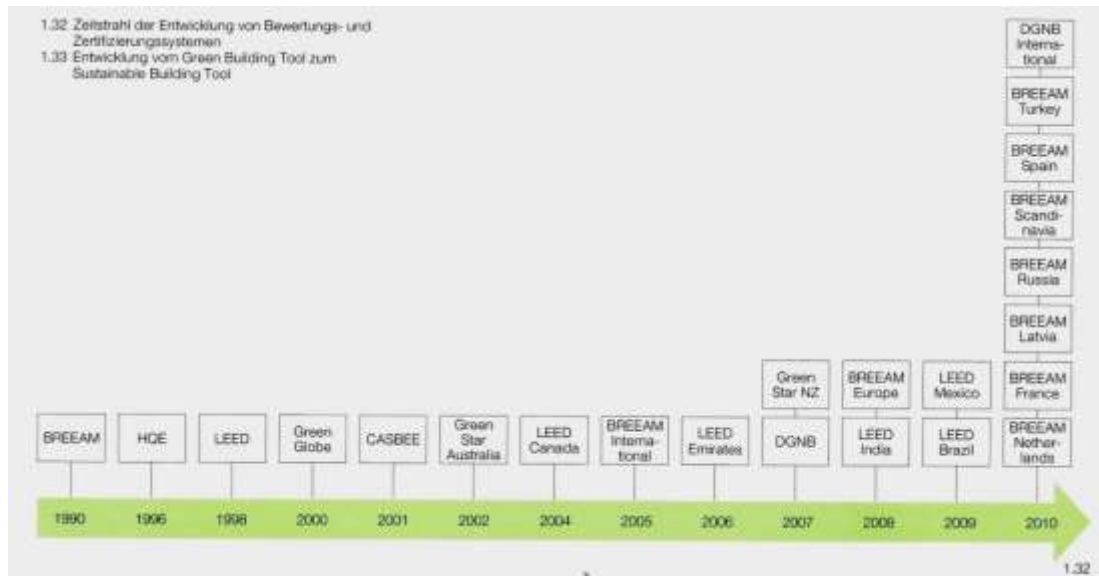 1.32 Zeitstrahl der Entwicklung von Bewertungs- und
Zertifizierungssystemen
1.33 Entwicklung vom Green Building Tool zum
Sustainable Building Tool
DGNB
Interna-
tional
BREEAM
Turkey
BREEAM
Spain
BREEAM
Scandi-
navia
BREEAM
Russia
BREEAM
Latvia
Green
Star NZ
BREEAM
Europe
LEED
Mexico
BREEAM
France
BREEAM
HQE
LEED
Green
Globe
CASBEE
Green
Star
Australia
LEED
Canada
BREEAM
Interna-
tional
LEED
Emirates
DGNB
LEED
India
LEED
Brazil
BREEAM
Nether-
lands
1990 1996 1998 2000 2001 2002 2004 2005 2006 2007 2008 2009 2010
1.32